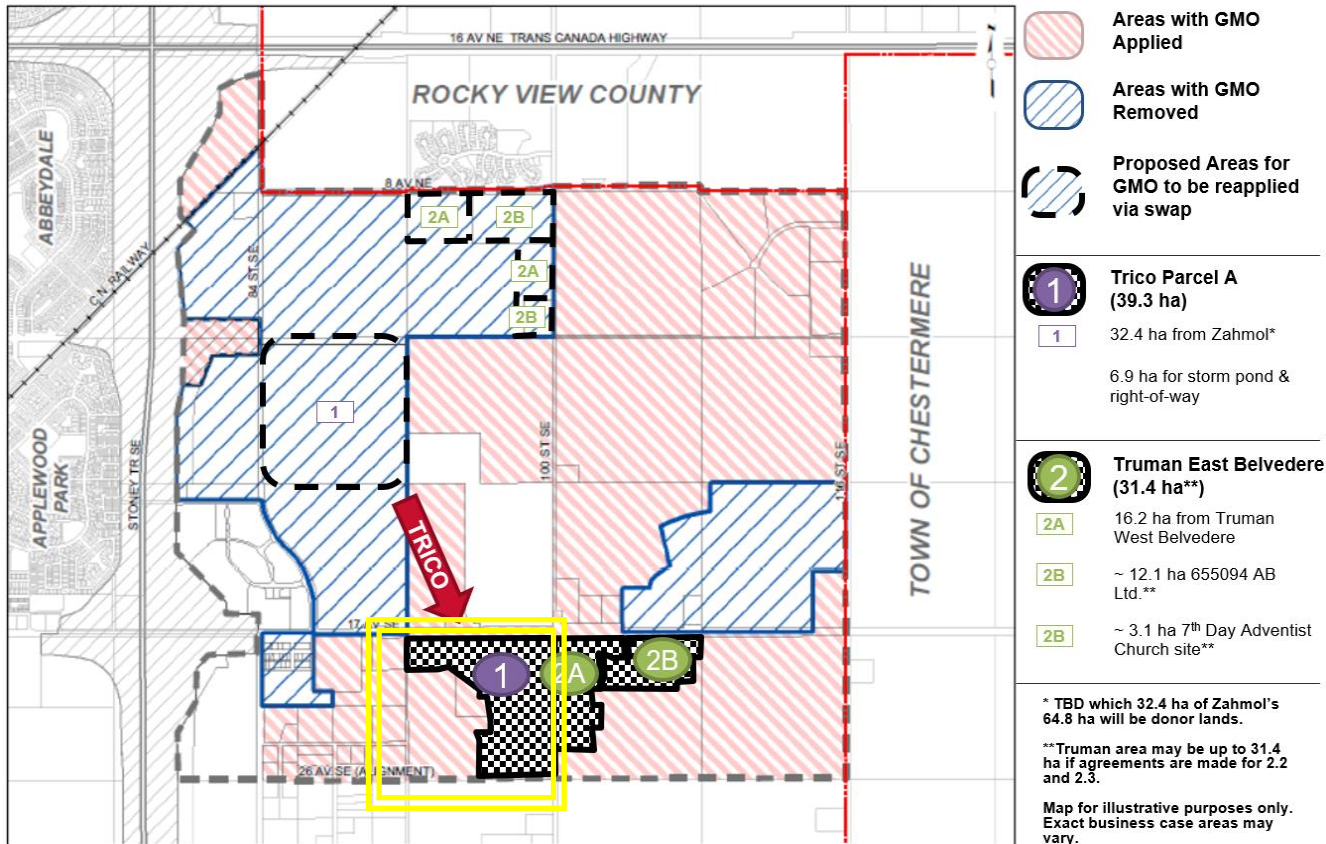 16 AV NE TRANS CANADA HIGHWAY
ROCKY VIEW COUNTY
ABBEYDALE
8 AV NE
2A
2B
2A
2B
84 ST SE
C.N. RAILWAY
1
TOWN OF CHESTERMERE
APPLEWOOD
PARK
STONEY TR SE
100 ST SE
116 ST SE
TRICO
17 AV SE
1
2A
2B
26 AV SE (ALIGNMENT)
Areas with GMO
Applied
Areas with GMO
Removed
Proposed Areas for
GMO to be reapplied
via swap
1
Trico Parcel A
(39.3 ha)
1
32.4 ha from Zahmol*
6.9 ha for storm pond &
right-of-way
2
Truman East Belvedere
(31.4 ha**)
2A
16.2 ha from Truman
West Belvedere
2B
~ 12.1 ha 655094 AB
Ltd.**
2B
~ 3.1 ha 7th Day Adventist
Church site**
* TBD which 32.4 ha of Zahmol's
64.8 ha will be donor lands.
**Truman area may be up to 31.4
ha if agreements are made for 2.2
and 2.3.
Map for illustrative purposes only.
Exact business case areas may
vary.